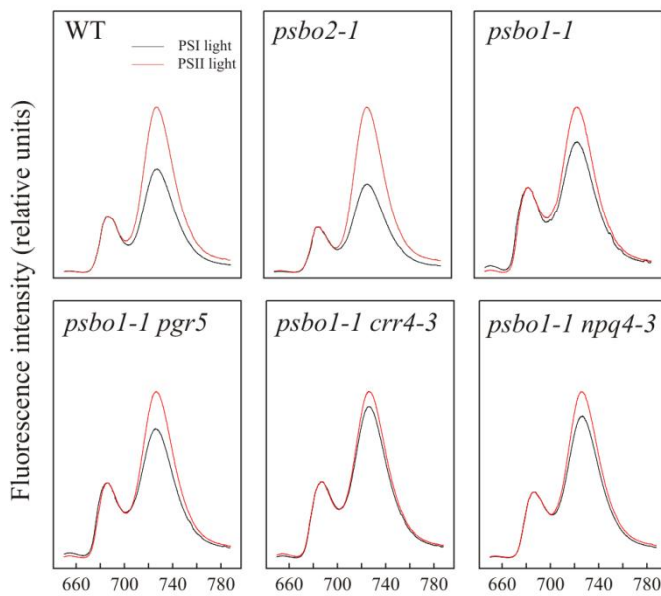 WT
PSI light
PSII light
psbo2-1
psbo1-1
psbo1-1 pgr5
psbo1-1 crr4-3
psbo1-1 npq4-3
Fluorescence intensity (relative units)
660 700 740 780
660 700 740 780
660 700 740 780